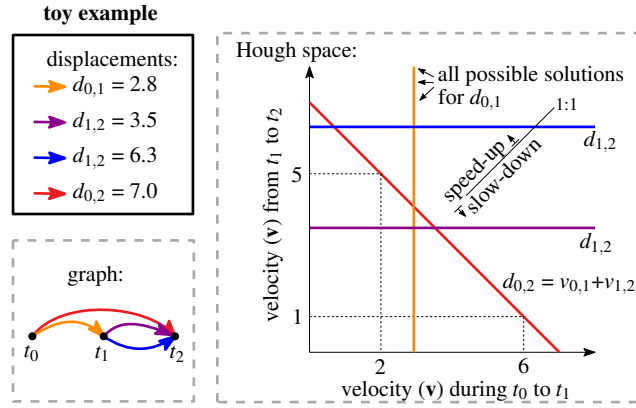 toy example
displacements:
d0,1 = 2.8
d1,2 = 3.5
d1,2 = 6.3
d0,2 = 7.0
graph:
t0 t1 t2
Hough space:
all possible solutions
for d0,1
1:1
speed-up
slow-down
d1,2
d1,2
d0,2 = v0,1+v1,2
velocity (v) from t1 to t2
5
1
2 6
velocity (v) during t0 to t1